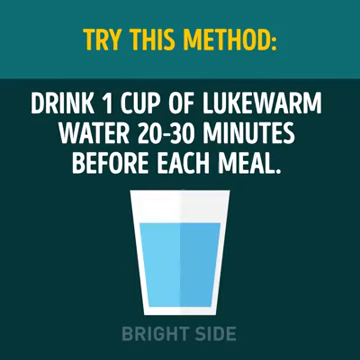 TRY THIS METHOD:
DRINK 1 CUP OF LUKEWARM
WATER 20-30 MINUTES
BEFORE EACH MEAL.
BRIGHT SIDE